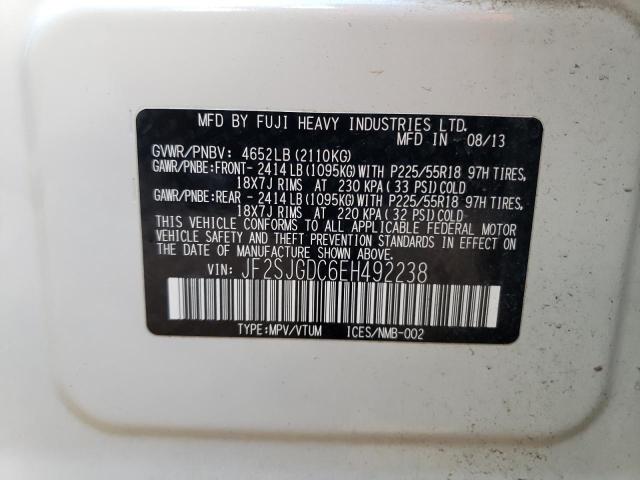 MFD BY FUJI HEAVY INDUSTRIES LTD.
MFD IN 08/13
GVWR/PNBV: 4652LB(2110KG)
GAWR/PNBE:FRONT- 2414 LB(1095KG)WITH P225/55R18 97H TIRES,
18X7J RIMS AT 230 KPA ( 33 PSI)COLD
GAWR/PNBE:REAR - 2414 LB(1095KG)WITH P225/55R18 97H TIRES,
18X7J RIMS AT 220 KPA ( 32 PSI)COLD
THIS VEHICLE CONFORMS TO ALL APPLICABLE FEDERAL MOTOR
VEHICLE SAFETY AND THEFT PREVENTION STANDARDS IN EFFECT
ON THE DATE OF MANUFACTURE SHOWN ABOVE.
VIN: JF2SJGDC6EH492238
TYPE:MPV/VTUM ICES/NMB-002